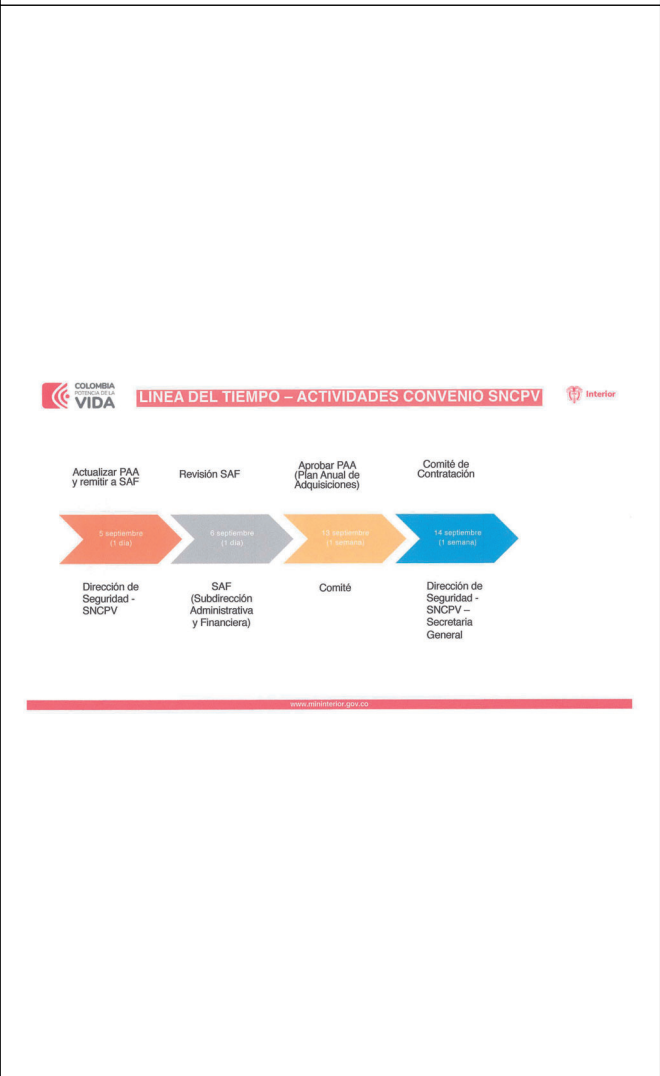 COLOMBIA
POTENCIA DE LA
VIDA
LINEA DEL TIEMPO – ACTIVIDADES CONVENIO SNCPV
Interior
Actualizar PAA
y remitir a SAF
Revisión SAF
Aprobar PAA
(Plan Anual de
Adquisiciones)
Comité de
Contratación
septiembre
(1 día)
6 septiembre
(1 día)
13 septiembre
(1 semana)
14 septiembre
(1 semana)
Dirección de
Seguridad -
SNCPV
SAF
(Subdirección
Administrativa
y Financiera)
Comité
Dirección de
Seguridad -
SNCPV –
Secretaria
General
www.mininterior.gov.co